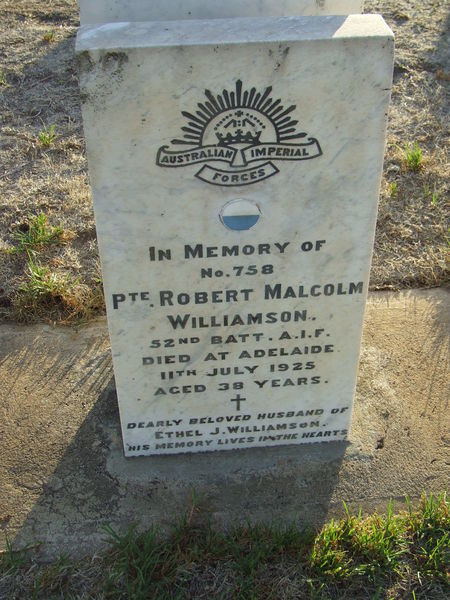 AUSTRALIAN IMPERIAL
FORCES
IN MEMORY OF
NO. 758
PTE. ROBERT MALCOLM
WILLIAMSON.
52ND BATT. A.I.F.
DIED AT ADELAIDE
11TH JULY 1925
AGED 38 YEARS.
DEARLY BELOVED HUSBAND OF
ETHEL J. WILLIAMSON.
HIS MEMORY LIVES IN THE HEARTS